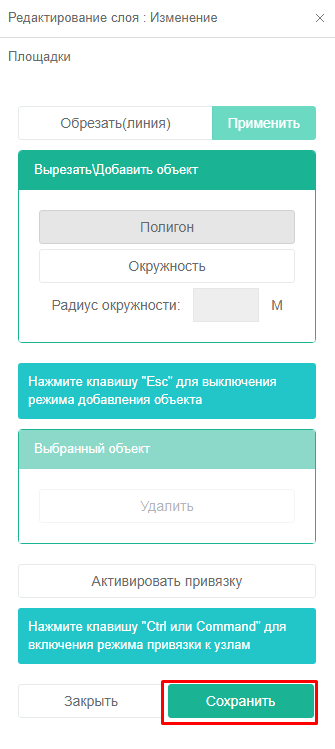 Редактирование слоя : Изменение
Площадки
Обрезать(линия) Применить
Вырезать\Добавить объект
Полигон
Окружность
Радиус окружности: М
Нажмите клавишу "Esc" для выключения
режима добавления объекта
Выбранный объект
Удалить
Активировать привязку
Нажмите клавишу "Ctrl или Command" для
включения режима привязки к узлам
Закрыть Сохранить